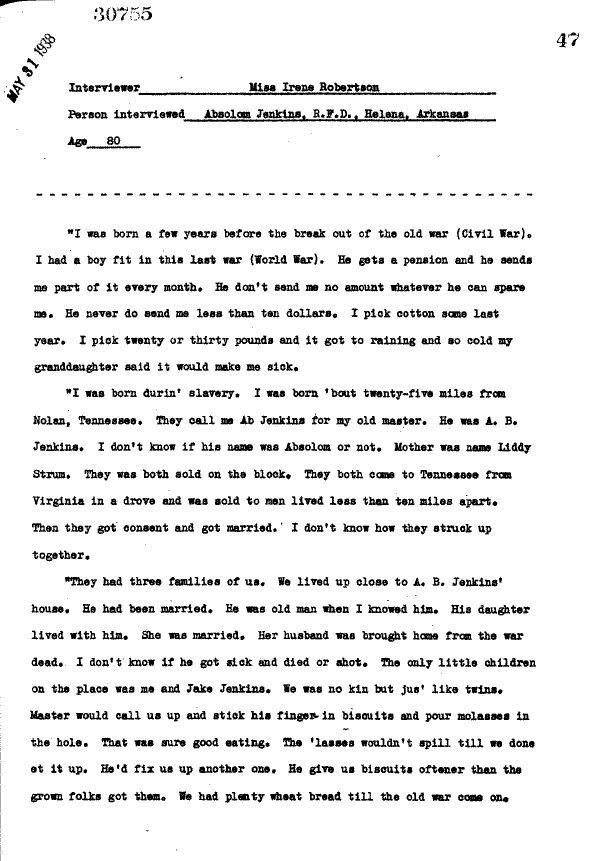 30755
MAY 31 1938
47
Interviewer Miss Irene Robertson
Person interviewed Absolom Jenkins, R.F.D., Helena, Arkansas
Age 80
"I was born a few years before the break out of the old war (Civil War).
I had a boy fit in this last war (World War). He gets a pension and he sends
me part of it every month. He don't send me no amount whatever he can spare
me. He never do send me less than ten dollars. I pick cotton some last
year. I pick twenty or thirty pounds and it got to raining and so cold my
granddaughter said it would make me sick.
"I was born durin' slavery. I was born 'bout twenty-five miles from
Nolan, Tennessee. They call me Ab Jenkins for my old master. He was A. B.
Jenkins. I don't know if his name was Absolom or not. Mother was name Liddy
Strum. They was both sold on the block. They both come to Tennessee from
Virginia in a drove and was sold to men lived less than ten miles apart.
Then they got consent and got married. I don't know how they struck up
together.
"They had three families of us. We lived up close to A. B. Jenkins'
house. He had been married. He was old man when I knowed him. His daughter
lived with him. She was married. Her husband was brought home from the war
dead. I don't know if he got sick and died or shot. The only little children
on the place was me and Jake Jenkins. We was no kin but jus' like twins.
Master would call us up and stick his finger in biscuits and pour molasses in
the hole. That was sure good eating. The 'lasses wouldn't spill till we done
et it up. He'd fix us up another one. He give us biscuits oftener than the
grown folks got them. We had plenty wheat bread till the old war come on.